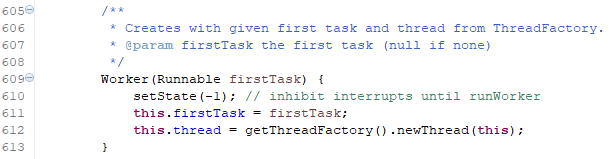 605 /**
606 * Creates with given first task and thread from ThreadFactory.
607 * @param firstTask the first task (null if none)
608 */
609 Worker(Runnable firstTask) {
610 setState(-1); // inhibit interrupts until runWorker
611 this.firstTask = firstTask;
612 this.thread = getThreadFactory().newThread(this);
613 }